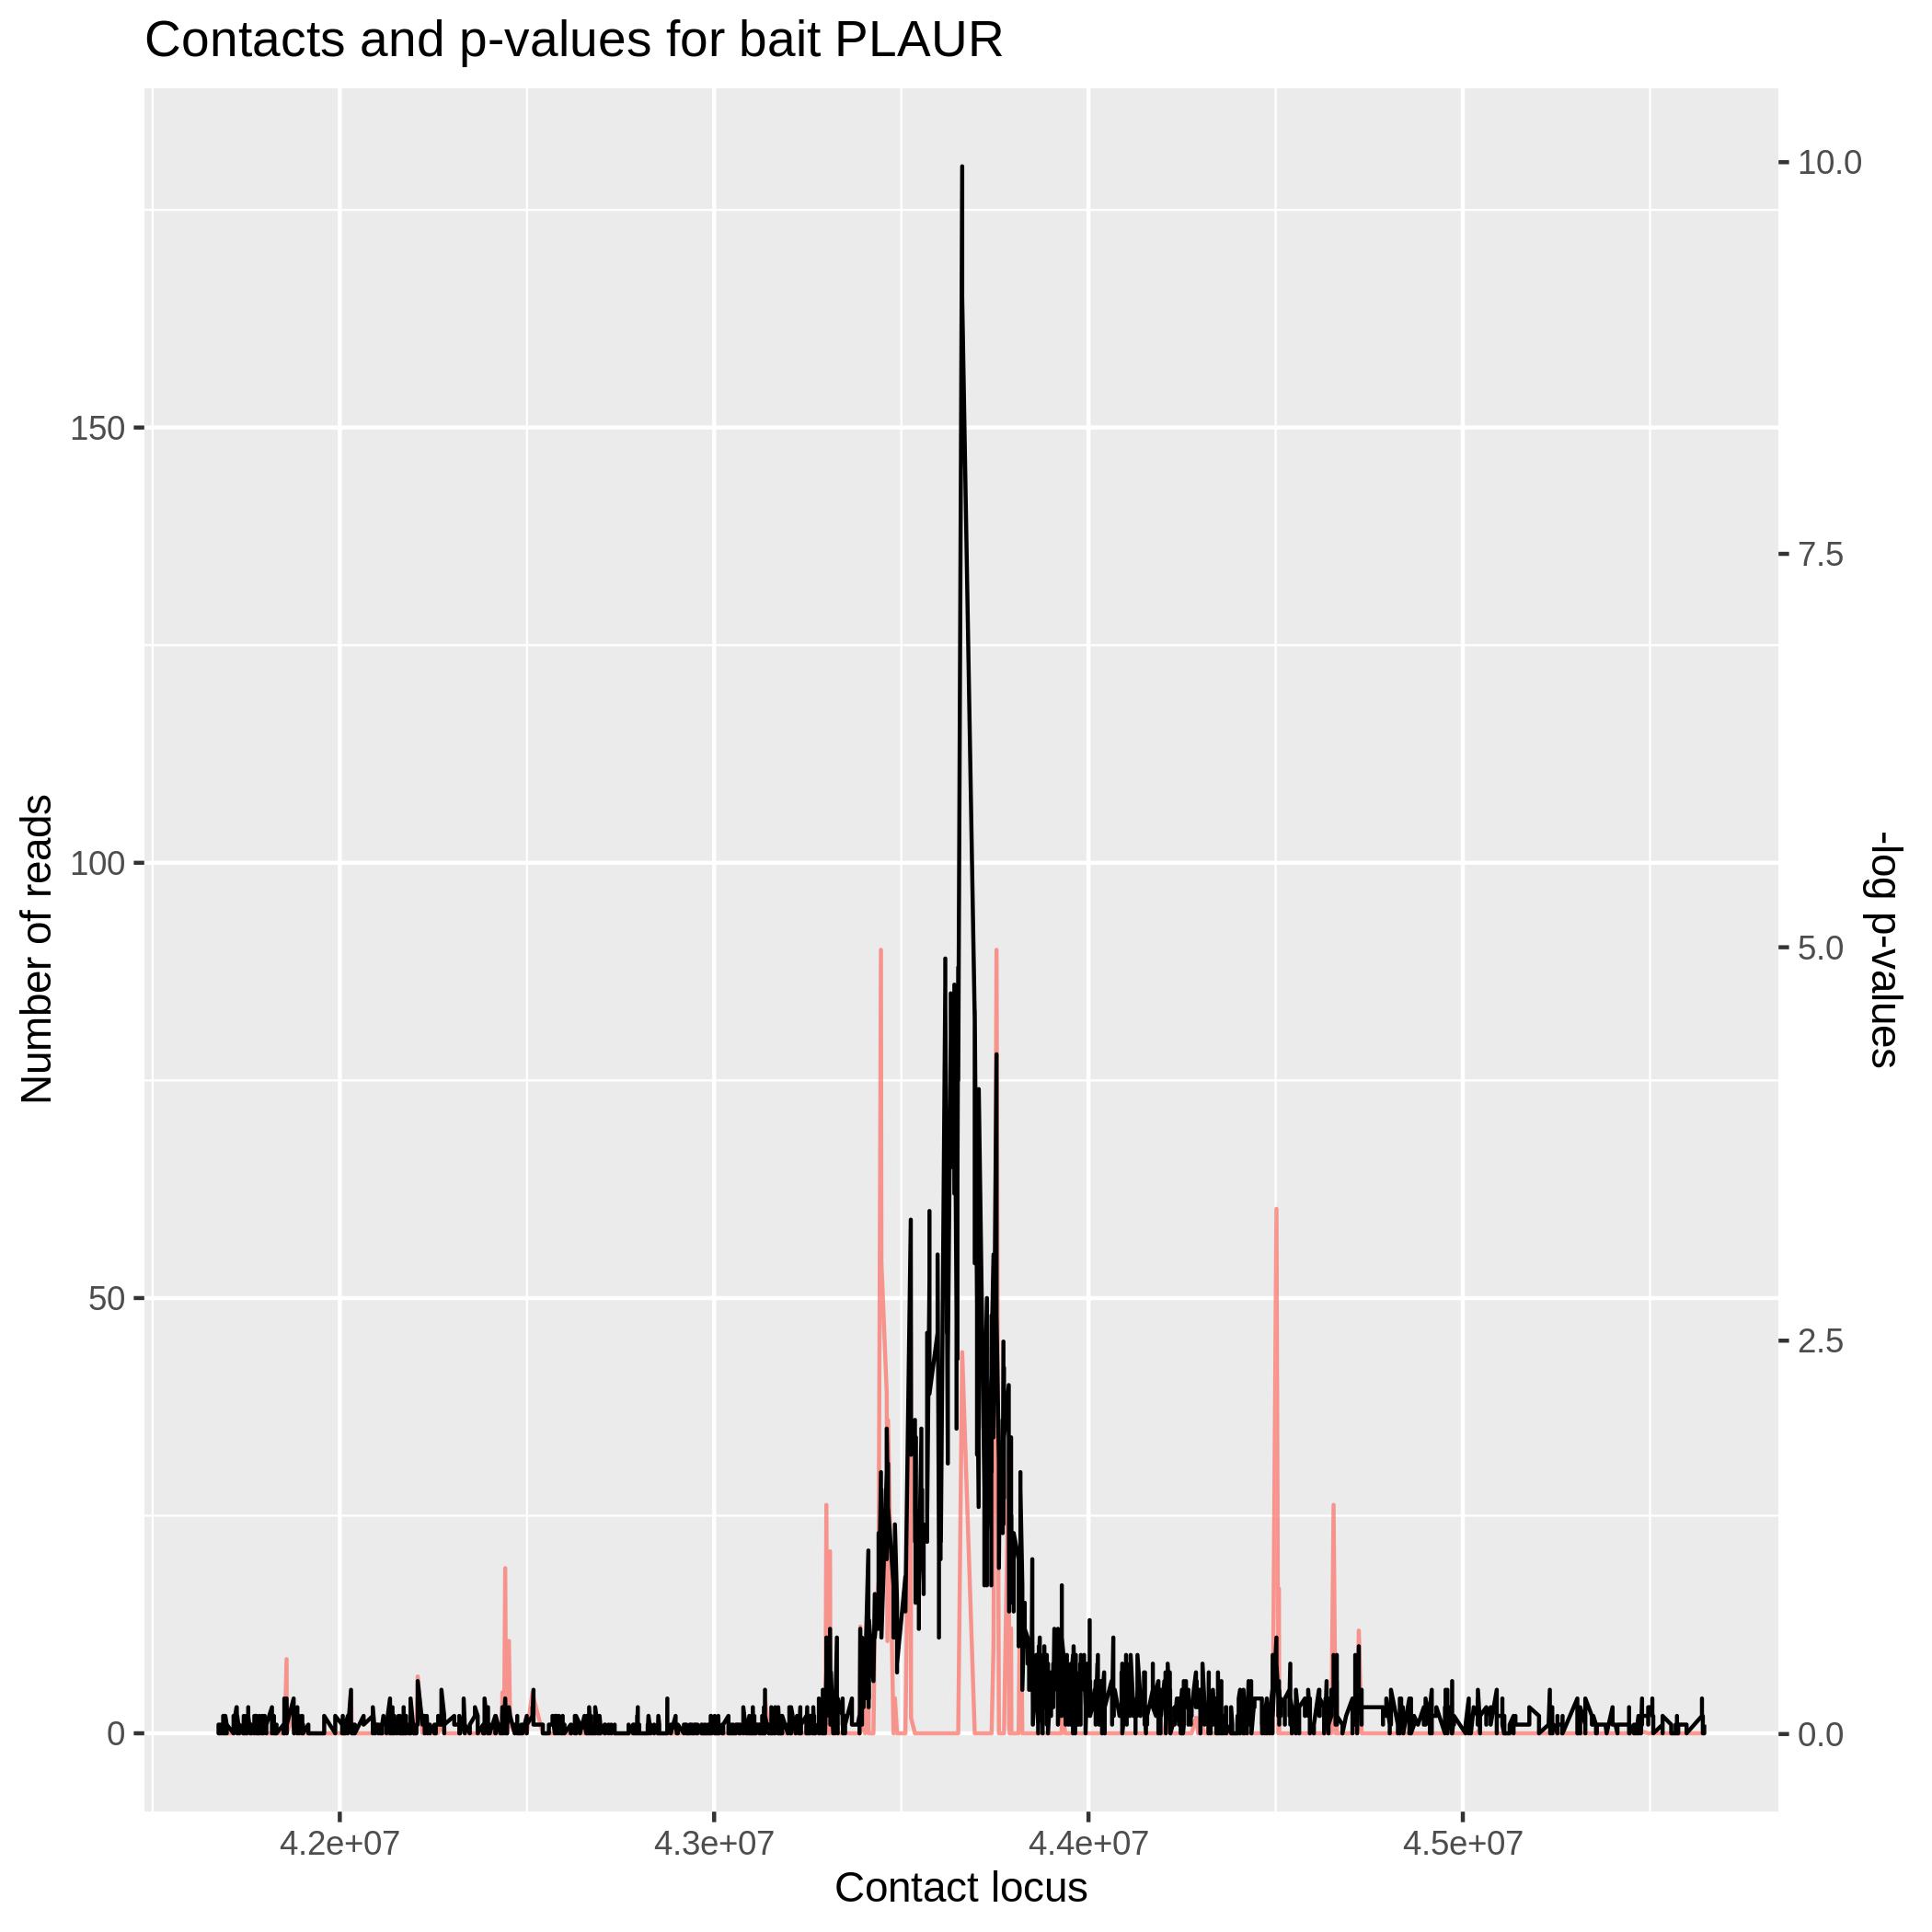 Contacts and p-values for bait PLAUR
10.0
150
7.5
100
5.0
50
2.5
0
0.0
Number of reads
-log p-values
4.2e+07
4.3e+07
4.4e+07
4.5e+07
Contact locus